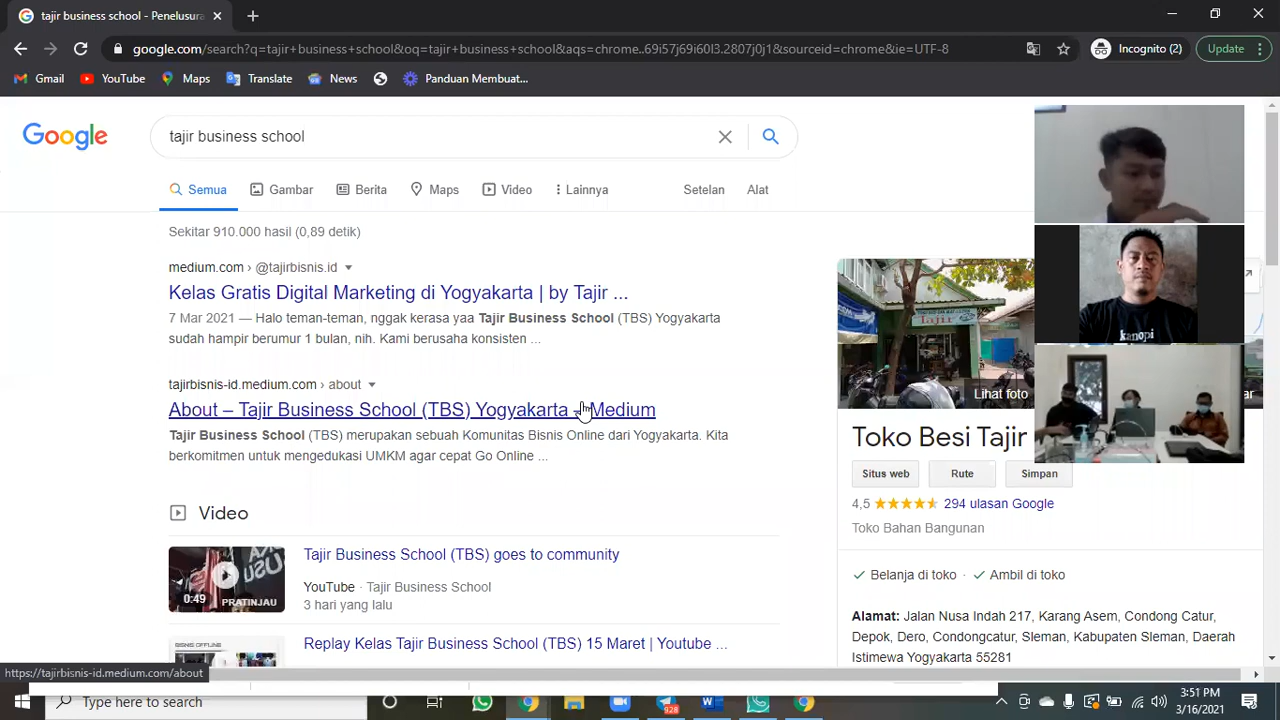 tajir business school - Penelusura
google.com/search?q=tajir+business+school&oq=tajir+business+school&aqs=chrome..69i57j69i60l3.2807j0j1&sourceid=chrome&ie=UTF-8
Incognito (2)
Update
Gmail
YouTube
Maps
Translate
News
Panduan Membuat...
Google
tajir business school
Semua
Gambar
Berita
Maps
Video
Lainnya
Setelan
Alat
Sekitar 910.000 hasil (0,89 detik)
medium.com › @tajirbisnis.id
Kelas Gratis Digital Marketing di Yogyakarta | by Tajir ...
7 Mar 2021 — Halo teman-teman, nggak kerasa yaa Tajir Business School (TBS) Yogyakarta
sudah hampir berumur 1 bulan, nih. Kami berusaha konsisten ...
tajirbisnis-id.medium.com › about
About – Tajir Business School (TBS) Yogyakarta – Medium
Tajir Business School (TBS) merupakan sebuah Komunitas Bisnis Online dari Yogyakarta. Kita
berkomitmen untuk mengedukasi UMKM agar cepat Go Online ...
Video
0:49
PRATINJAU
Tajir Business School (TBS) goes to community
YouTube · Tajir Business School
3 hari yang lalu
BISNIS OFFLINE
Replay Kelas Tajir Business School (TBS) 15 Maret | Youtube ...
Tajir
Lihat foto
kanopi
Toko Besi Tajir
Situs web
Rute
Simpan
4,5
294 ulasan Google
Toko Bahan Bangunan
Belanja di toko ·
Ambil di toko
Alamat: Jalan Nusa Indah 217, Karang Asem, Condong Catur,
Depok, Dero, Condongcatur, Sleman, Kabupaten Sleman, Daerah
Istimewa Yogyakarta 55281
https://tajirbisnis-id.medium.com/about
Type here to search
928
3:51 PM
3/16/2021